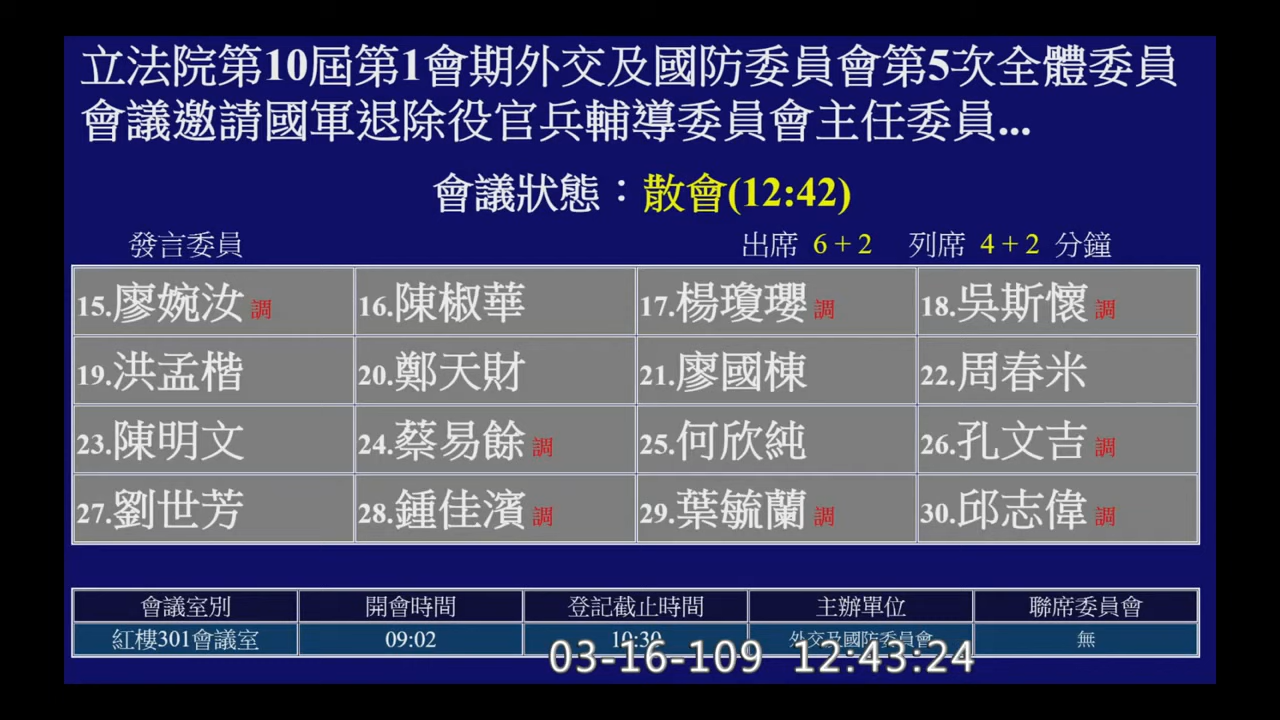 立法院第10屆第1會期外交及國防委員會第5次全體委員
會議邀請國軍退除役官兵輔導委員會主任委員...
會議狀態：散會(12:42)
發言委員 出席 6+2 列席 4+2 分鐘
15.廖婉汝 調 16.陳椒華 17.楊瓊瓔 調 18.吳斯懷 調
19.洪孟楷 20.鄭天財 21.廖國棟 22.周春米
23.陳明文 24.蔡易餘 調 25.何欣純 26.孔文吉 調
27.劉世芳 28.鍾佳濱 調 29.葉毓蘭 調 30.邱志偉 調
會議室別 開會時間 登記截止時間 主辦單位 聯席委員會
紅樓301會議室 09:02 10:30 外交及國防委員會 無
03-16-109 12:43:24